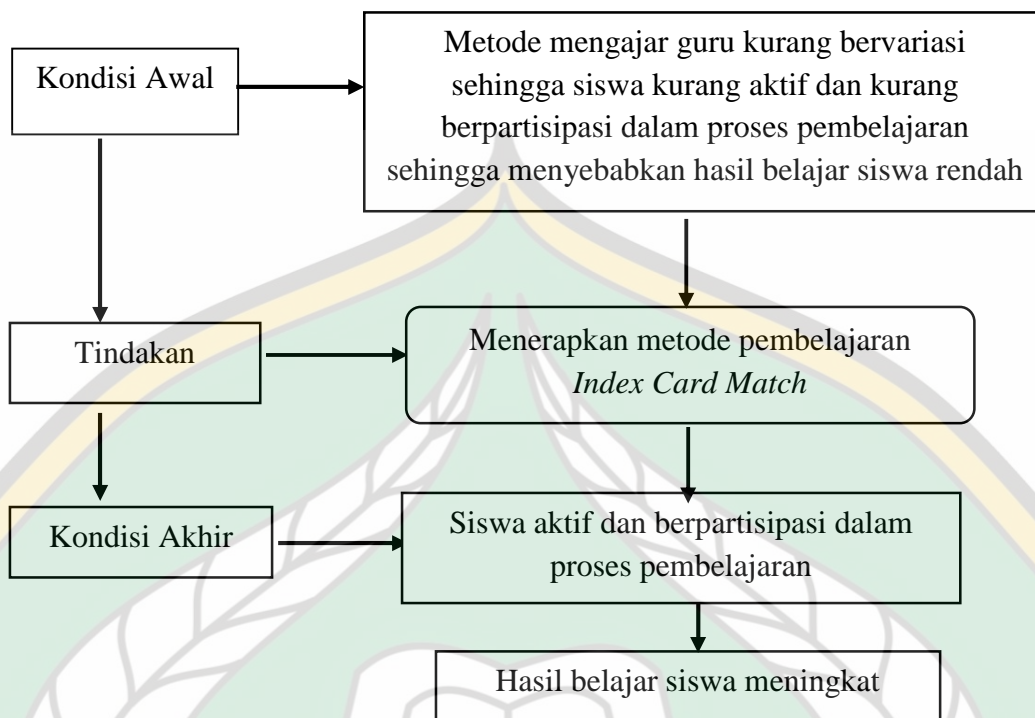 Kondisi Awal
Metode mengajar guru kurang bervariasi
sehingga siswa kurang aktif dan kurang
berpartisipasi dalam proses pembelajaran
sehingga menyebabkan hasil belajar siswa rendah
Tindakan
Menerapkan metode pembelajaran
Index Card Match
Kondisi Akhir
Siswa aktif dan berpartisipasi dalam
proses pembelajaran
Hasil belajar siswa meningkat